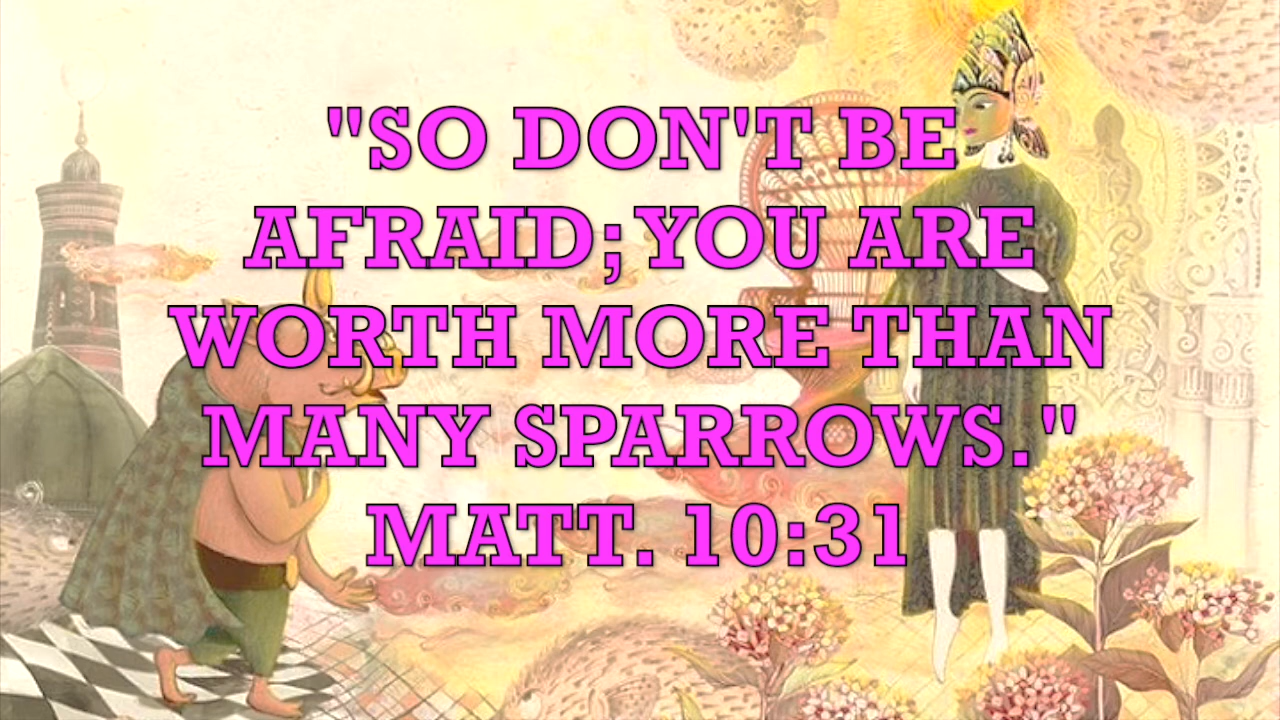 "SO DON'T BE
AFRAID; YOU ARE
WORTH MORE THAN
MANY SPARROWS."
MATT. 10:31